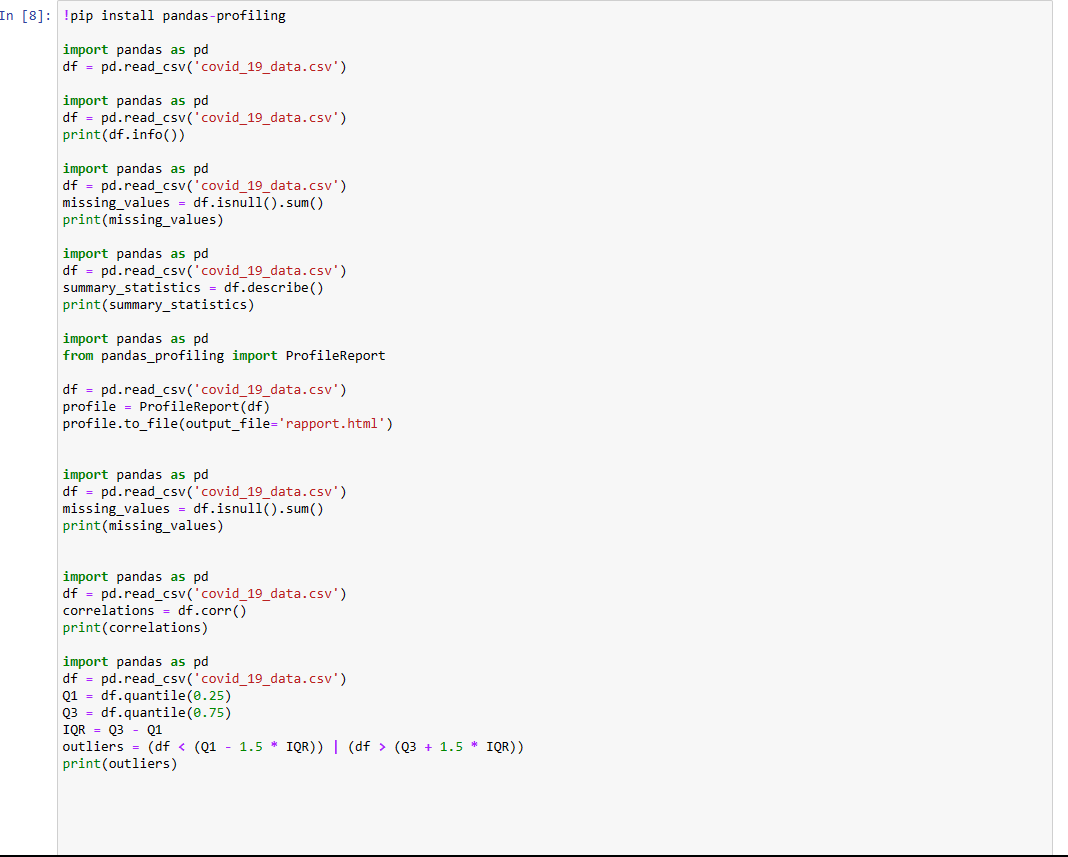 In [8]: !pip install pandas-profiling
import pandas as pd
df = pd.read_csv('covid_19_data.csv')
import pandas as pd
df = pd.read_csv('covid_19_data.csv')
print(df.info())
import pandas as pd
df = pd.read_csv('covid_19_data.csv')
missing_values = df.isnull().sum()
print(missing_values)
import pandas as pd
df = pd.read_csv('covid_19_data.csv')
summary_statistics = df.describe()
print(summary_statistics)
import pandas as pd
from pandas_profiling import ProfileReport
df = pd.read_csv('covid_19_data.csv')
profile = ProfileReport(df)
profile.to_file(output_file='rapport.html')
import pandas as pd
df = pd.read_csv('covid_19_data.csv')
missing_values = df.isnull().sum()
print(missing_values)
import pandas as pd
df = pd.read_csv('covid_19_data.csv')
correlations = df.corr()
print(correlations)
import pandas as pd
df = pd.read_csv('covid_19_data.csv')
Q1 = df.quantile(0.25)
Q3 = df.quantile(0.75)
IQR = Q3 - Q1
outliers = (df < (Q1 - 1.5 * IQR)) | (df > (Q3 + 1.5 * IQR))
print(outliers)